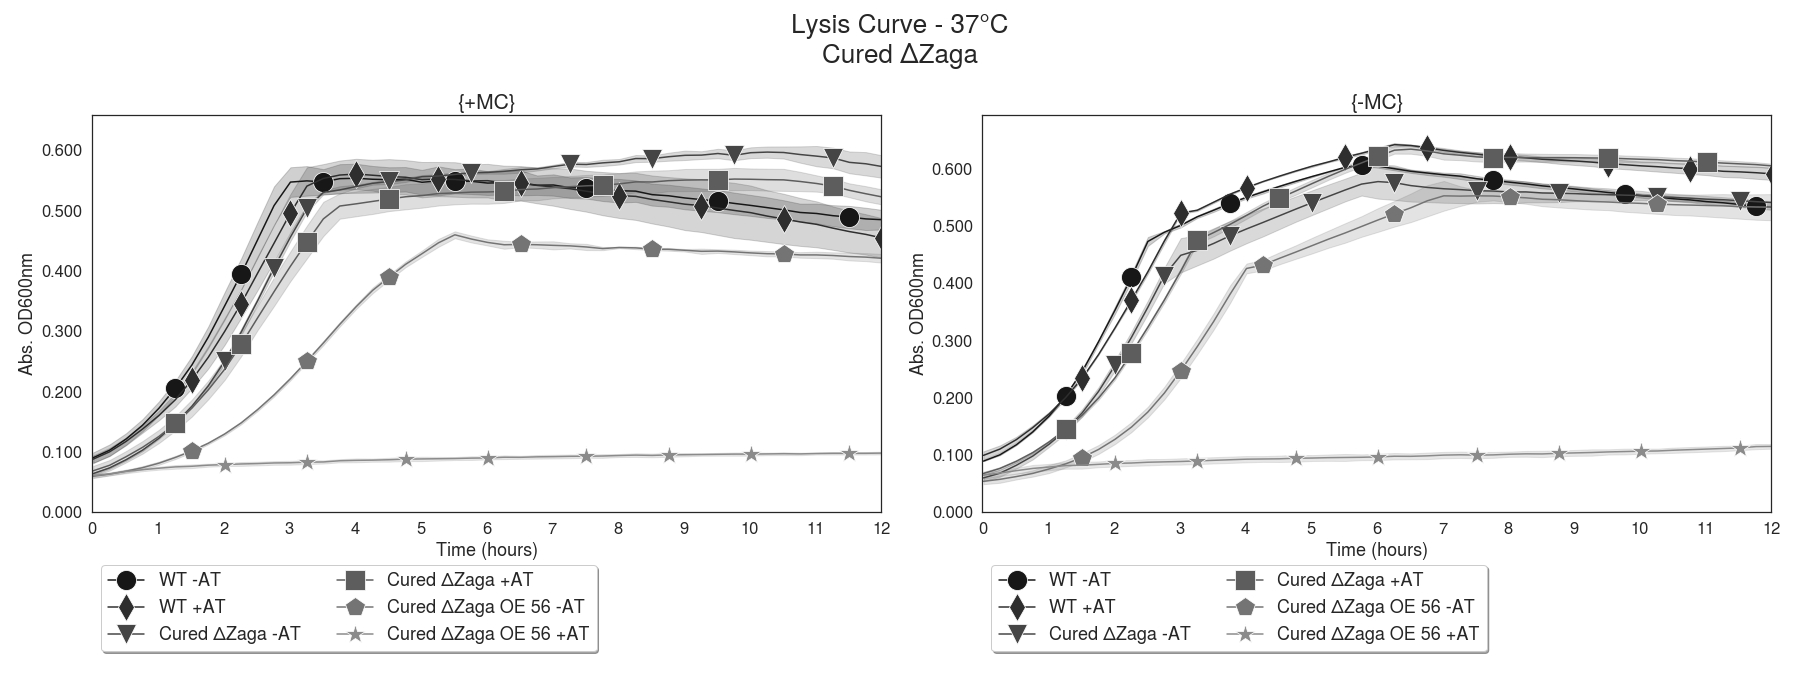 Lysis Curve - 37°C
Cured ΔZaga
{+MC}
Abs. OD600nm
0.600
0.500
0.400
0.300
0.200
0.100
0.000
0 1 2 3 4 5 6 7 8 9 10 11 12
Time (hours)
WT -AT
WT +AT
Cured ΔZaga -AT
Cured ΔZaga +AT
Cured ΔZaga OE 56 -AT
Cured ΔZaga OE 56 +AT
{-MC}
Abs. OD600nm
0.600
0.500
0.400
0.300
0.200
0.100
0.000
0 1 2 3 4 5 6 7 8 9 10 11 12
Time (hours)
WT -AT
WT +AT
Cured ΔZaga -AT
Cured ΔZaga +AT
Cured ΔZaga OE 56 -AT
Cured ΔZaga OE 56 +AT